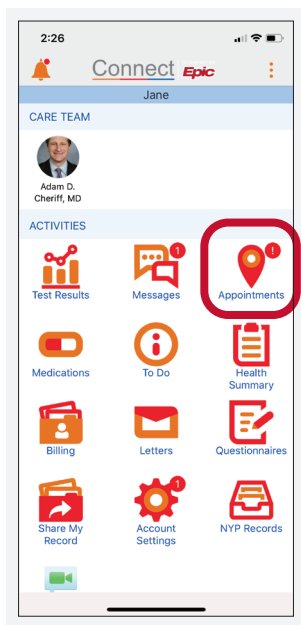 2:26
Connect Epic
Jane
CARE TEAM
Adam D.
Cheriff, MD
ACTIVITIES
1
!
Test Results
Messages
Appointments
Medications
To Do
Health
Summary
Billing
Letters
Questionnaires
1
Share My
Record
Account
Settings
NYP Records